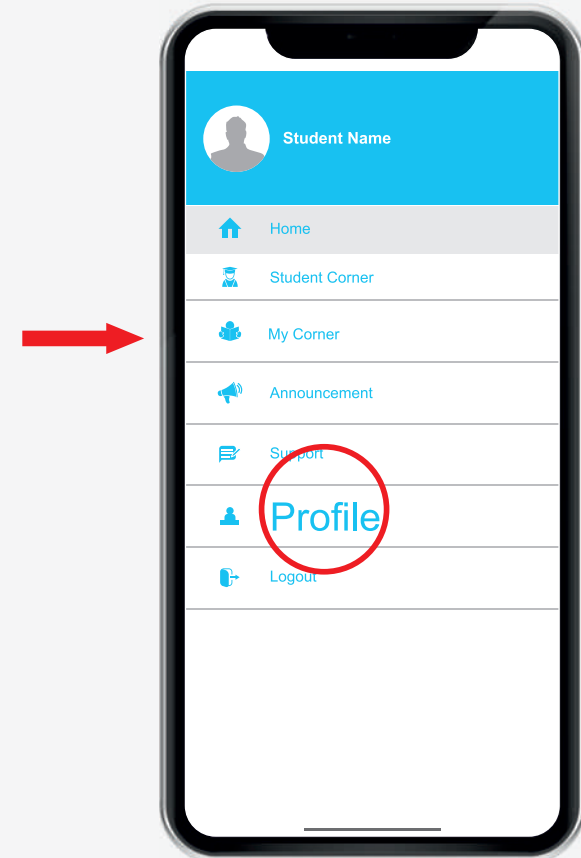 Student Name
Home
Student Corner
My Corner
Announcement
Support
Profile
Logout